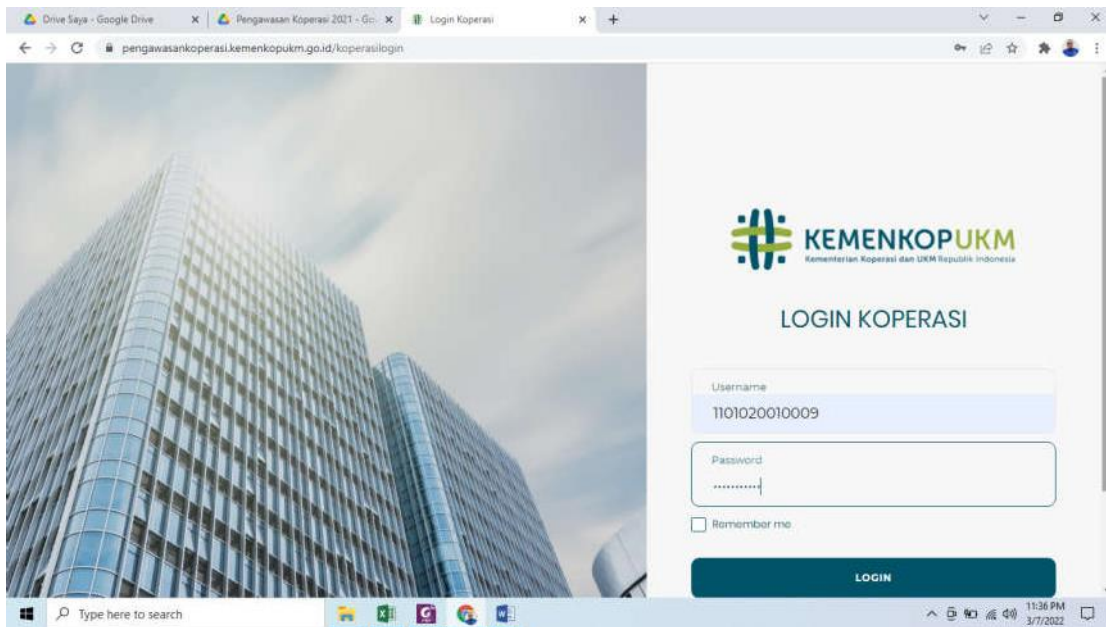 Drive Saya - Google Drive
Pengawasan Koperasi 2021 - Go
Login Koperasi
pengawasankoperasi.kemenkopukm.go.id/koperasilogin
KEMENKOPUKM
Kementerian Koperasi dan UKM Republik Indonesia
LOGIN KOPERASI
Username
1101020010009
Password
Remember me
LOGIN
Type here to search
11:36 PM
3/7/2022